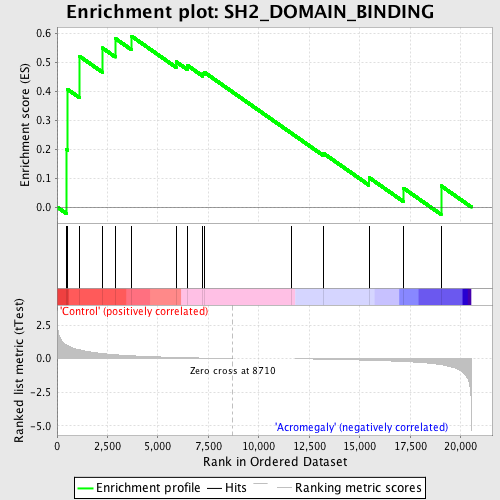 Enrichment plot: SH2_DOMAIN_BINDING
Enrichment score (ES)
0.6
0.5
0.4
0.3
0.2
0.1
0.0
'Control' (positively correlated)
Ranked list metric (tTest)
2.5
0.0
-2.5
-5.0
Zero cross at 8710
'Acromegaly' (negatively correlated)
0 2,500 5,000 7,500 10,000 12,500 15,000 17,500 20,000
Rank in Ordered Dataset
Enrichment profile Hits Ranking metric scores